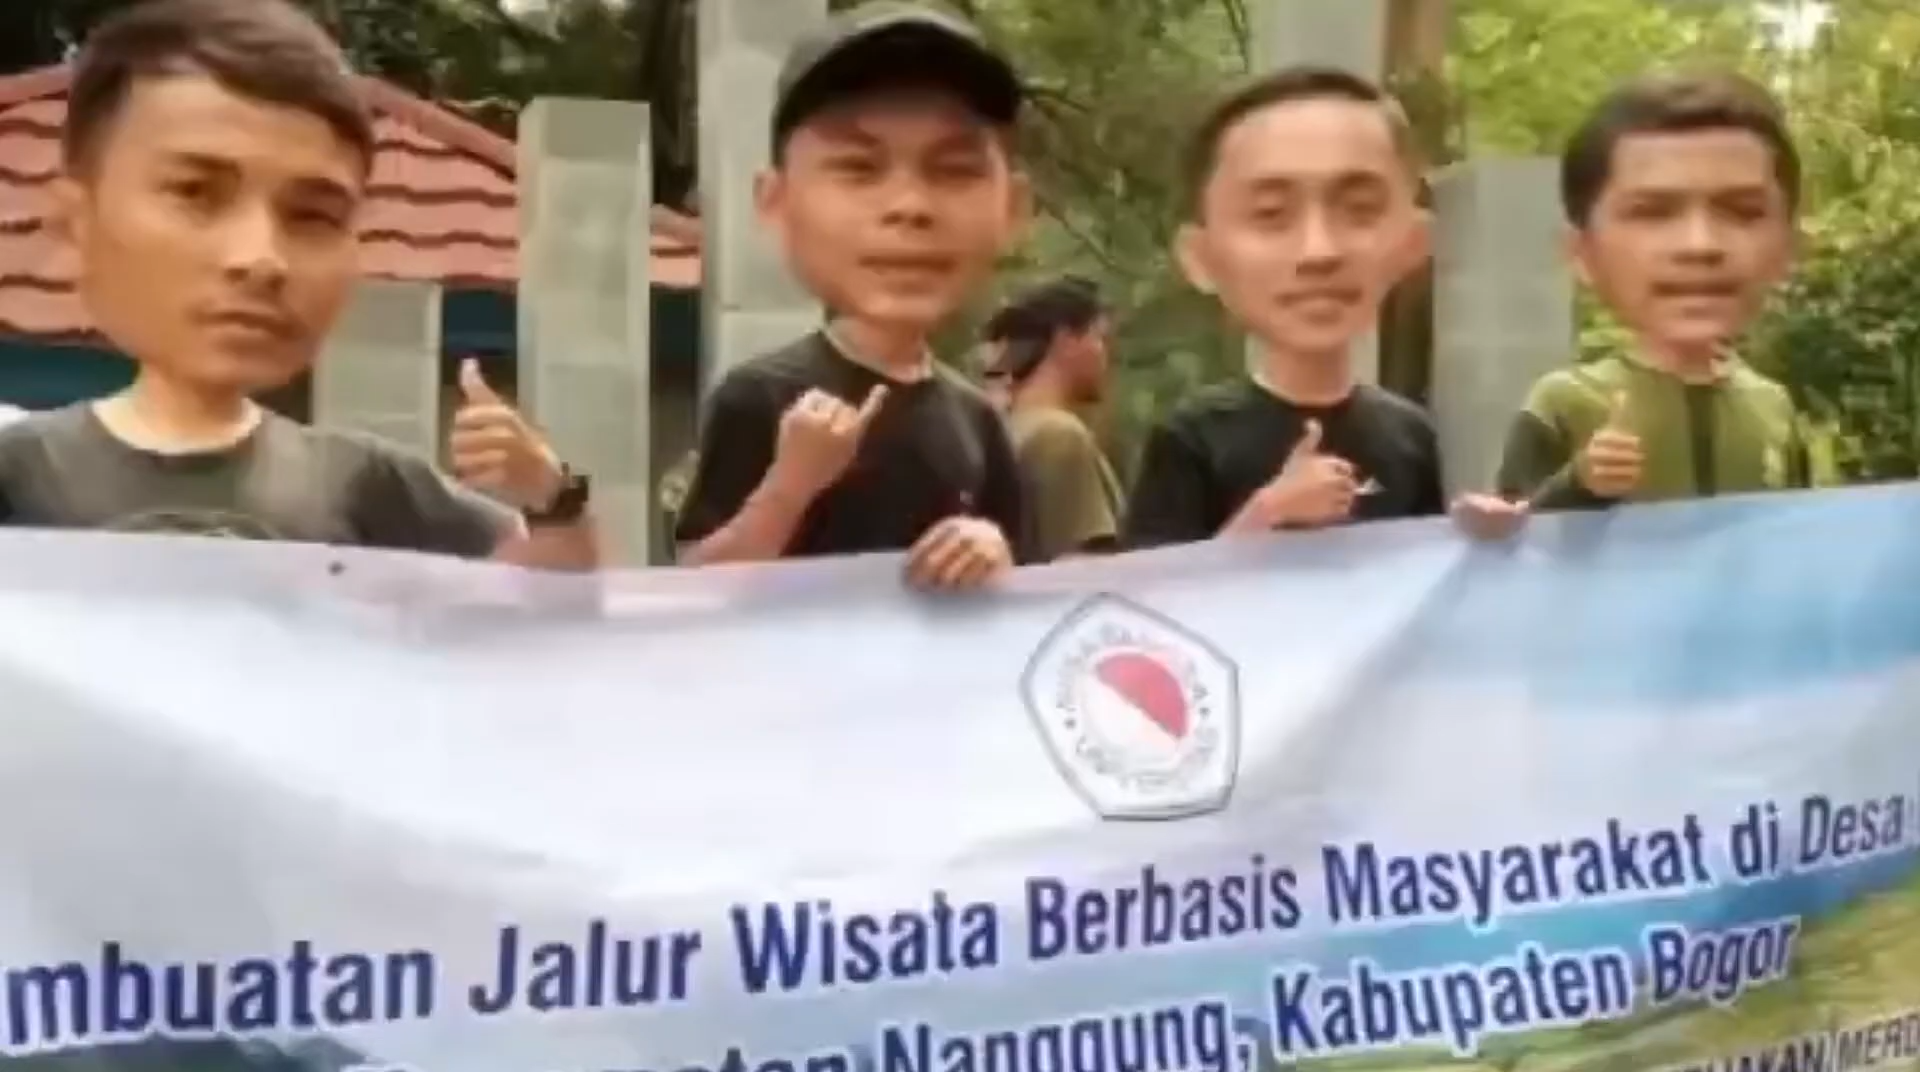 mbuatan Jalur Wisata Berbasis Masyarakat di Desa
Nanggung, Kabupaten Bogor